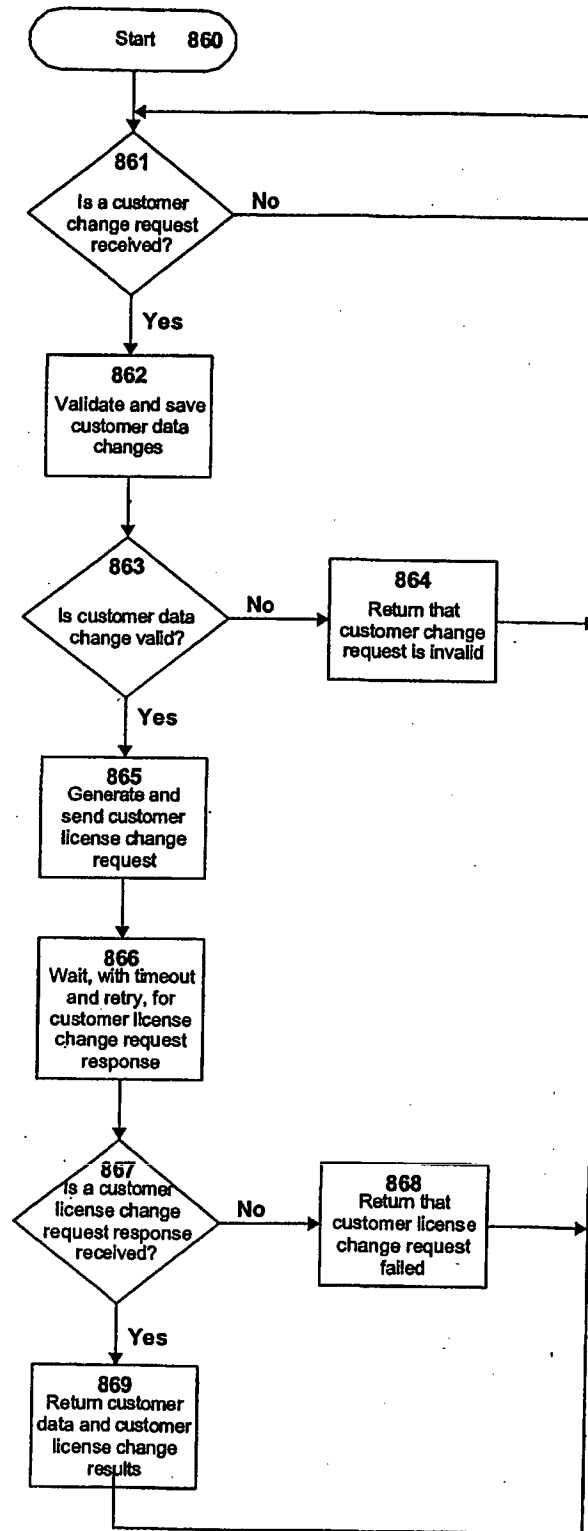 Start 860
861
Is a customer
change request
received?
No
Yes
862
Validate and save
customer data
changes
863
Is customer data
change valid?
No
864
Return that
customer change
request is invalid
Yes
865
Generate and
send customer
license change
request
866
Wait, with timeout
and retry, for
customer license
change request
response
867
Is a customer
license change
request response
received?
No
868
Return that
customer license
change request
failed
Yes
869
Return customer
data and customer
license change
results